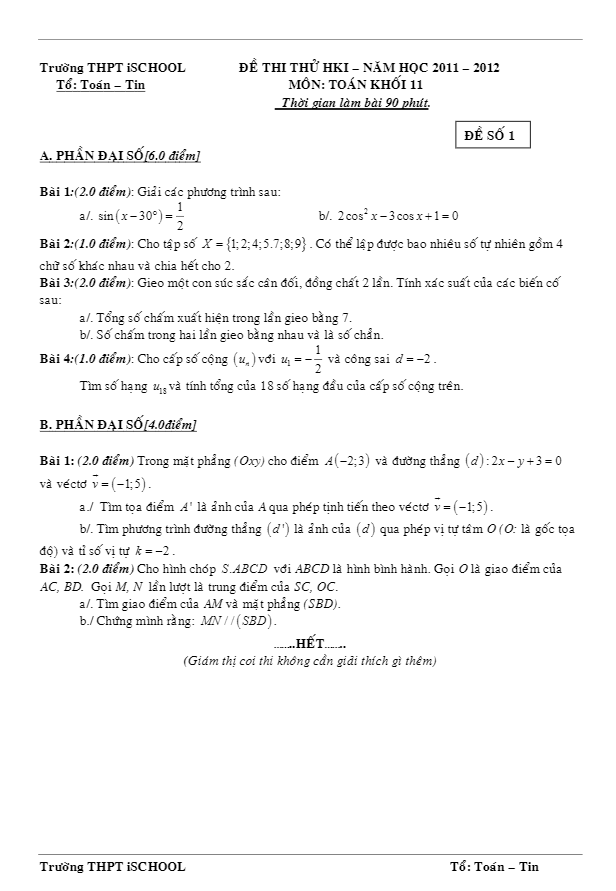 Trường THPT iSCHOOL ĐỀ THI THỬ HKI – NĂM HỌC 2011 – 2012
Tổ: Toán – Tin MÔN: TOÁN KHỐI 11
Thời gian làm bài 90 phút.
ĐỀ SỐ 1
A. PHẦN ĐẠI SỐ[6.0 điểm]
Bài 1:(2.0 điểm): Giải các phương trình sau:
a/. sin(x − 30°) = 1/2 b/. 2cos² x − 3cos x + 1 = 0
Bài 2:(1.0 điểm): Cho tập số X = {1;2;4;5.7;8;9}. Có thể lập được bao nhiêu số tự nhiên gồm 4
chữ số khác nhau và chia hết cho 2.
Bài 3:(2.0 điểm): Gieo một con súc sắc cân đối, đồng chất 2 lần. Tính xác suất của các biến cố
sau:
a/. Tổng số chấm xuất hiện trong lần gieo bằng 7.
b/. Số chấm trong hai lần gieo bằng nhau và là số chẵn.
Bài 4:(1.0 điểm): Cho cấp số cộng (uₙ) với u₁ = −1/2 và công sai d = −2.
Tìm số hạng u₁₈ và tính tổng của 18 số hạng đầu của cấp số cộng trên.
B. PHẦN ĐẠI SỐ[4.0điểm]
Bài 1: (2.0 điểm) Trong mặt phẳng (Oxy) cho điểm A(−2;3) và đường thẳng (d): 2x − y + 3 = 0
và véctơ v⃗ = (−1;5).
a./ Tìm tọa điểm A' là ảnh của A qua phép tịnh tiến theo véctơ v⃗ = (−1;5).
b/. Tìm phương trình đường thẳng (d') là ảnh của (d) qua phép vị tự tâm O (O: là gốc tọa
độ) và tỉ số vị tự k = −2.
Bài 2: (2.0 điểm) Cho hình chóp S.ABCD với ABCD là hình bình hành. Gọi O là giao điểm của
AC, BD. Gọi M, N lần lượt là trung điểm của SC, OC.
a/. Tìm giao điểm của AM và mặt phẳng (SBD).
b./ Chứng mình rằng: MN//(SBD).
.......HẾT.......
(Giám thị coi thi không cần giải thích gì thêm)
Trường THPT iSCHOOL Tổ: Toán – Tin